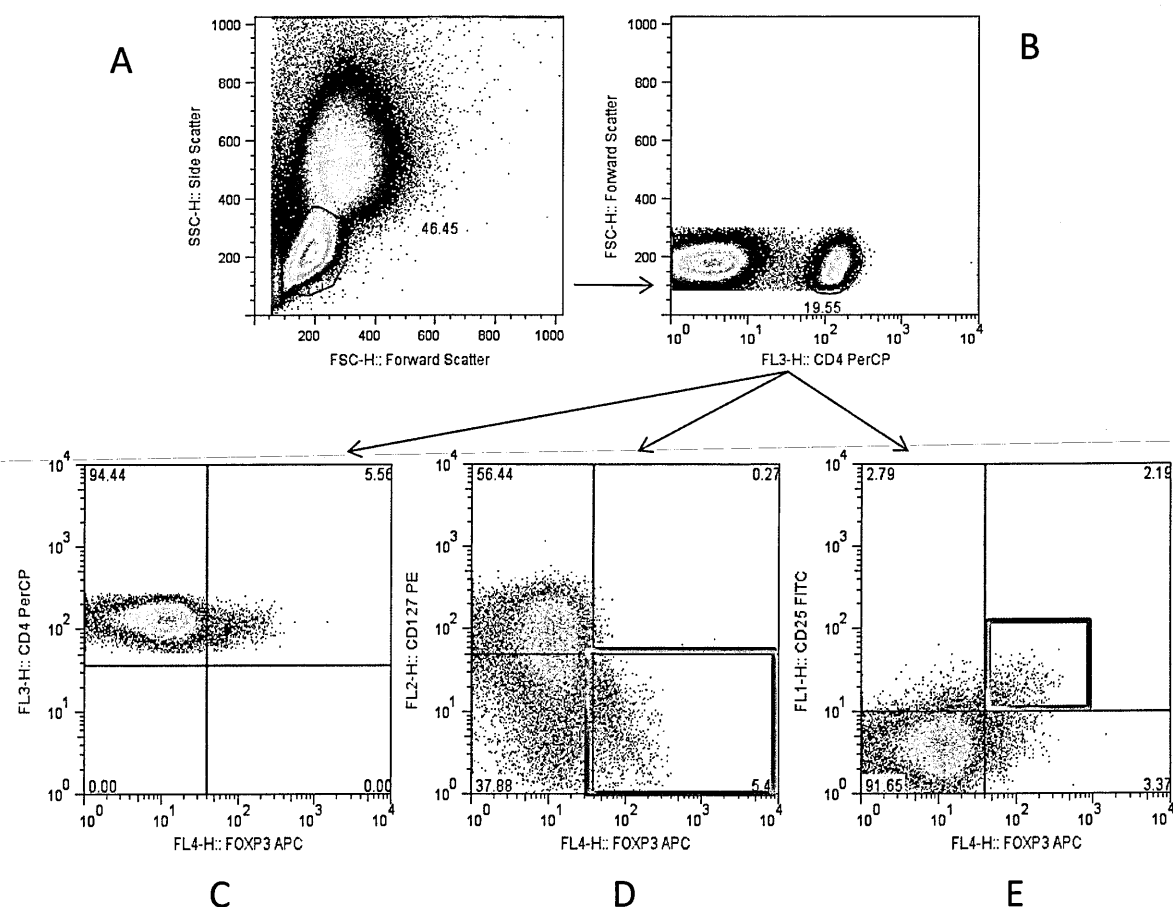 A
B
1000
800
600
400
200
SSC-H:: Side Scatter
46.45
200 400 600 800 1000
FSC-H:: Forward Scatter
1000
800
600
400
200
FSC-H:: Forward Scatter
19.55
10^0 10^1 10^2 10^3 10^4
FL3-H:: CD4 PerCP
10^4
10^3
10^2
10^1
10^0
FL3-H:: CD4 PerCP
94.44 5.56
0.00 0.00
10^0 10^1 10^2 10^3 10^4
FL4-H:: FOXP3 APC
10^4
10^3
10^2
10^1
10^0
FL2-H:: CD127 PE
56.44 0.27
37.88 5.4
10^0 10^1 10^2 10^3 10^4
FL4-H:: FOXP3 APC
10^4
10^3
10^2
10^1
10^0
FL1-H:: CD25 FITC
2.79 2.19
91.65 3.37
10^0 10^1 10^2 10^3 10^4
FL4-H:: FOXP3 APC
C
D
E